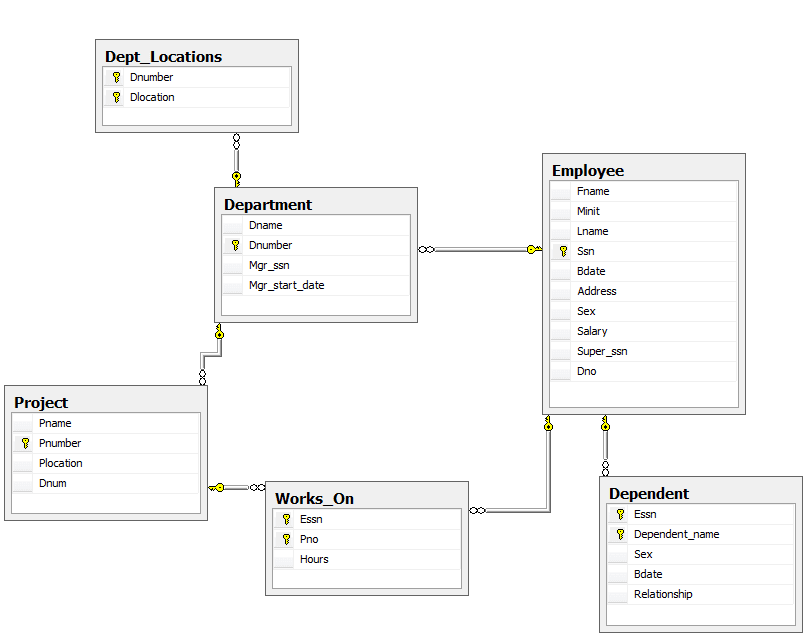 Dept_Locations
Dnumber
Dlocation
Department
Dname
Dnumber
Mgr_ssn
Mgr_start_date
Employee
Fname
Minit
Lname
Ssn
Bdate
Address
Sex
Salary
Super_ssn
Dno
Project
Pname
Pnumber
Plocation
Dnum
Works_On
Essn
Pno
Hours
Dependent
Essn
Dependent_name
Sex
Bdate
Relationship